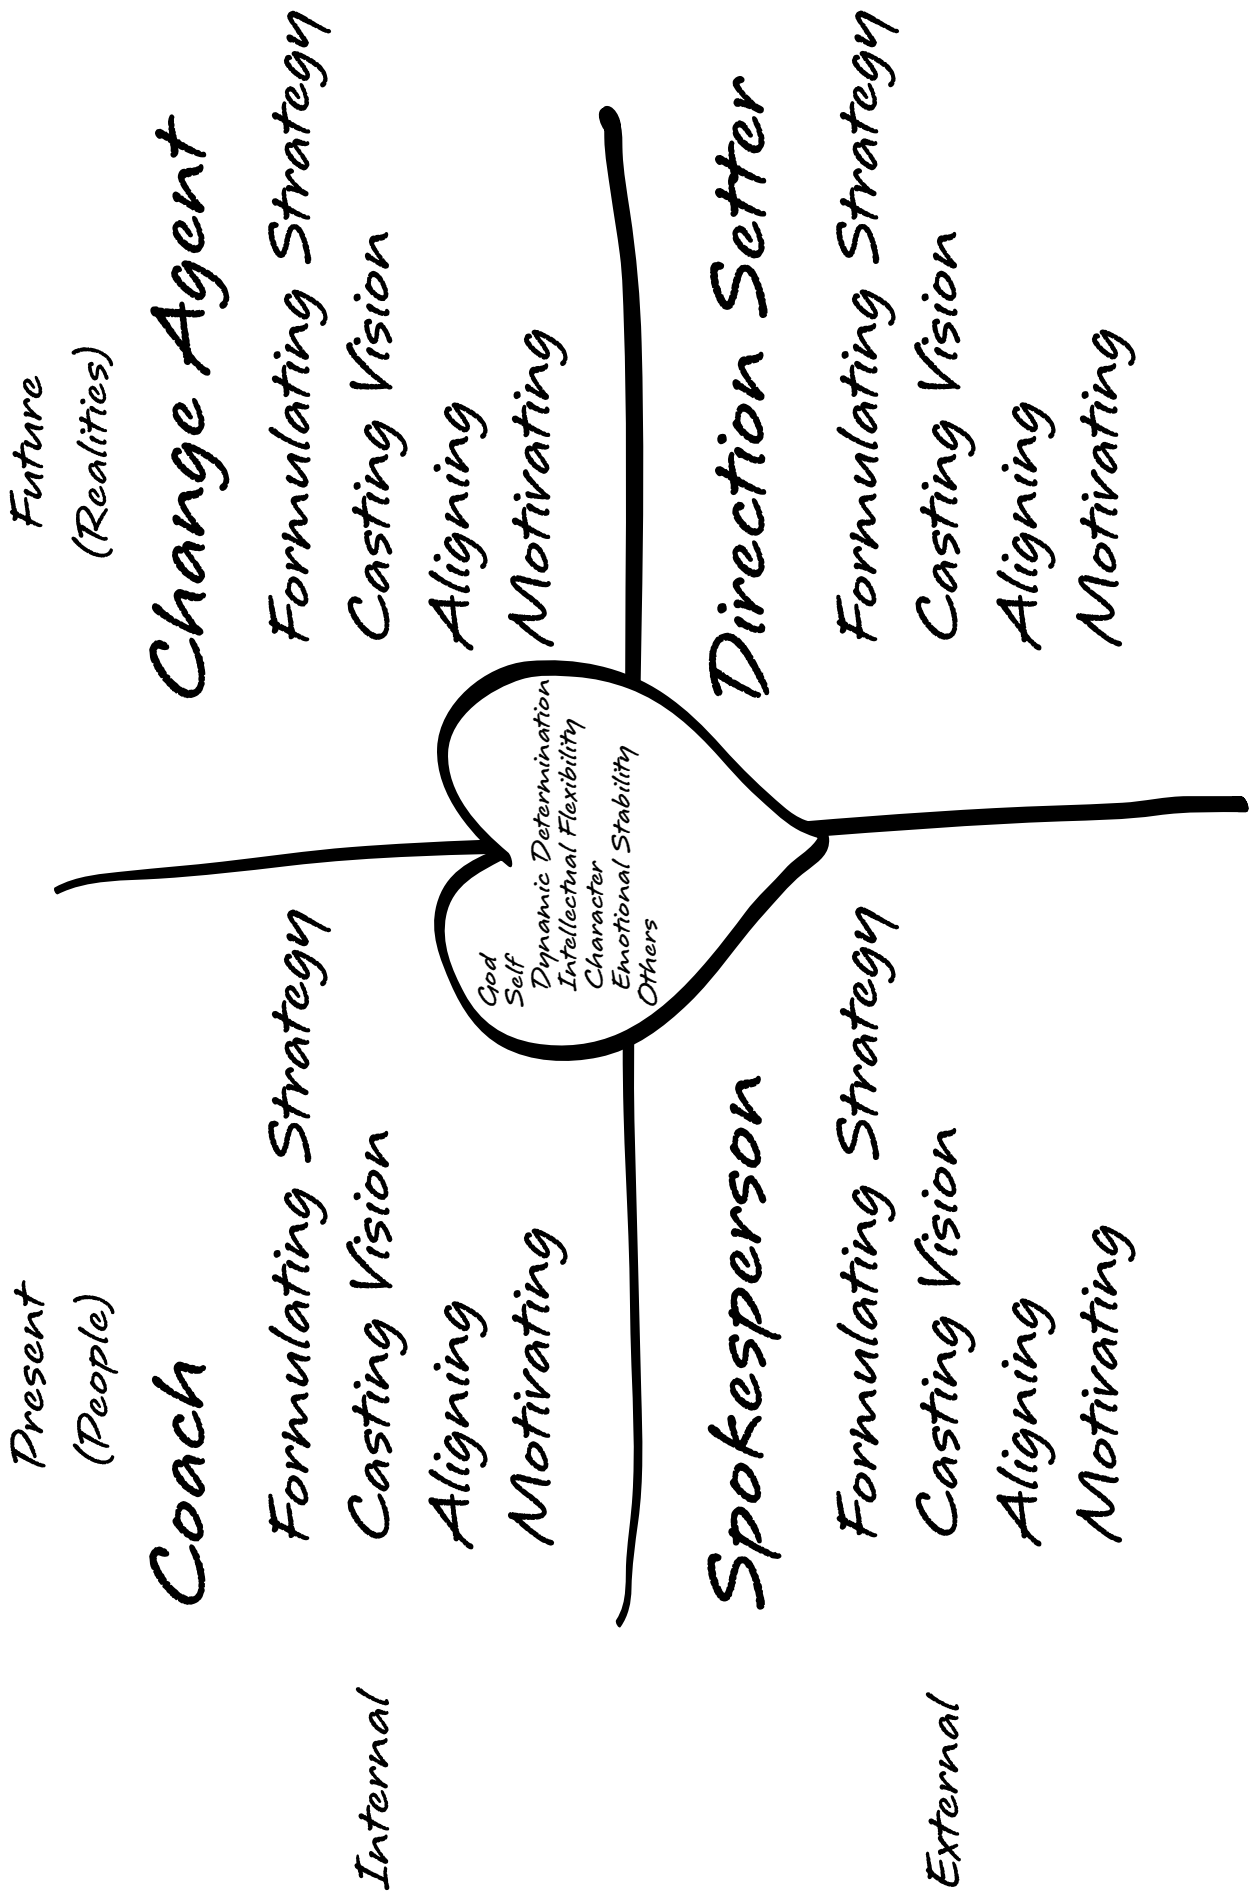 Present
(People)
Future
(Realities)
Internal
Coach
Formulating Strategy
Casting Vision
Aligning
Motivating
Change Agent
Formulating Strategy
Casting Vision
Aligning
Motivating
God
Self
Dynamic Determination
Intellectual Flexibility
Character
Emotional Stability
Others
External
Spokesperson
Formulating Strategy
Casting Vision
Aligning
Motivating
Direction Setter
Formulating Strategy
Casting Vision
Aligning
Motivating